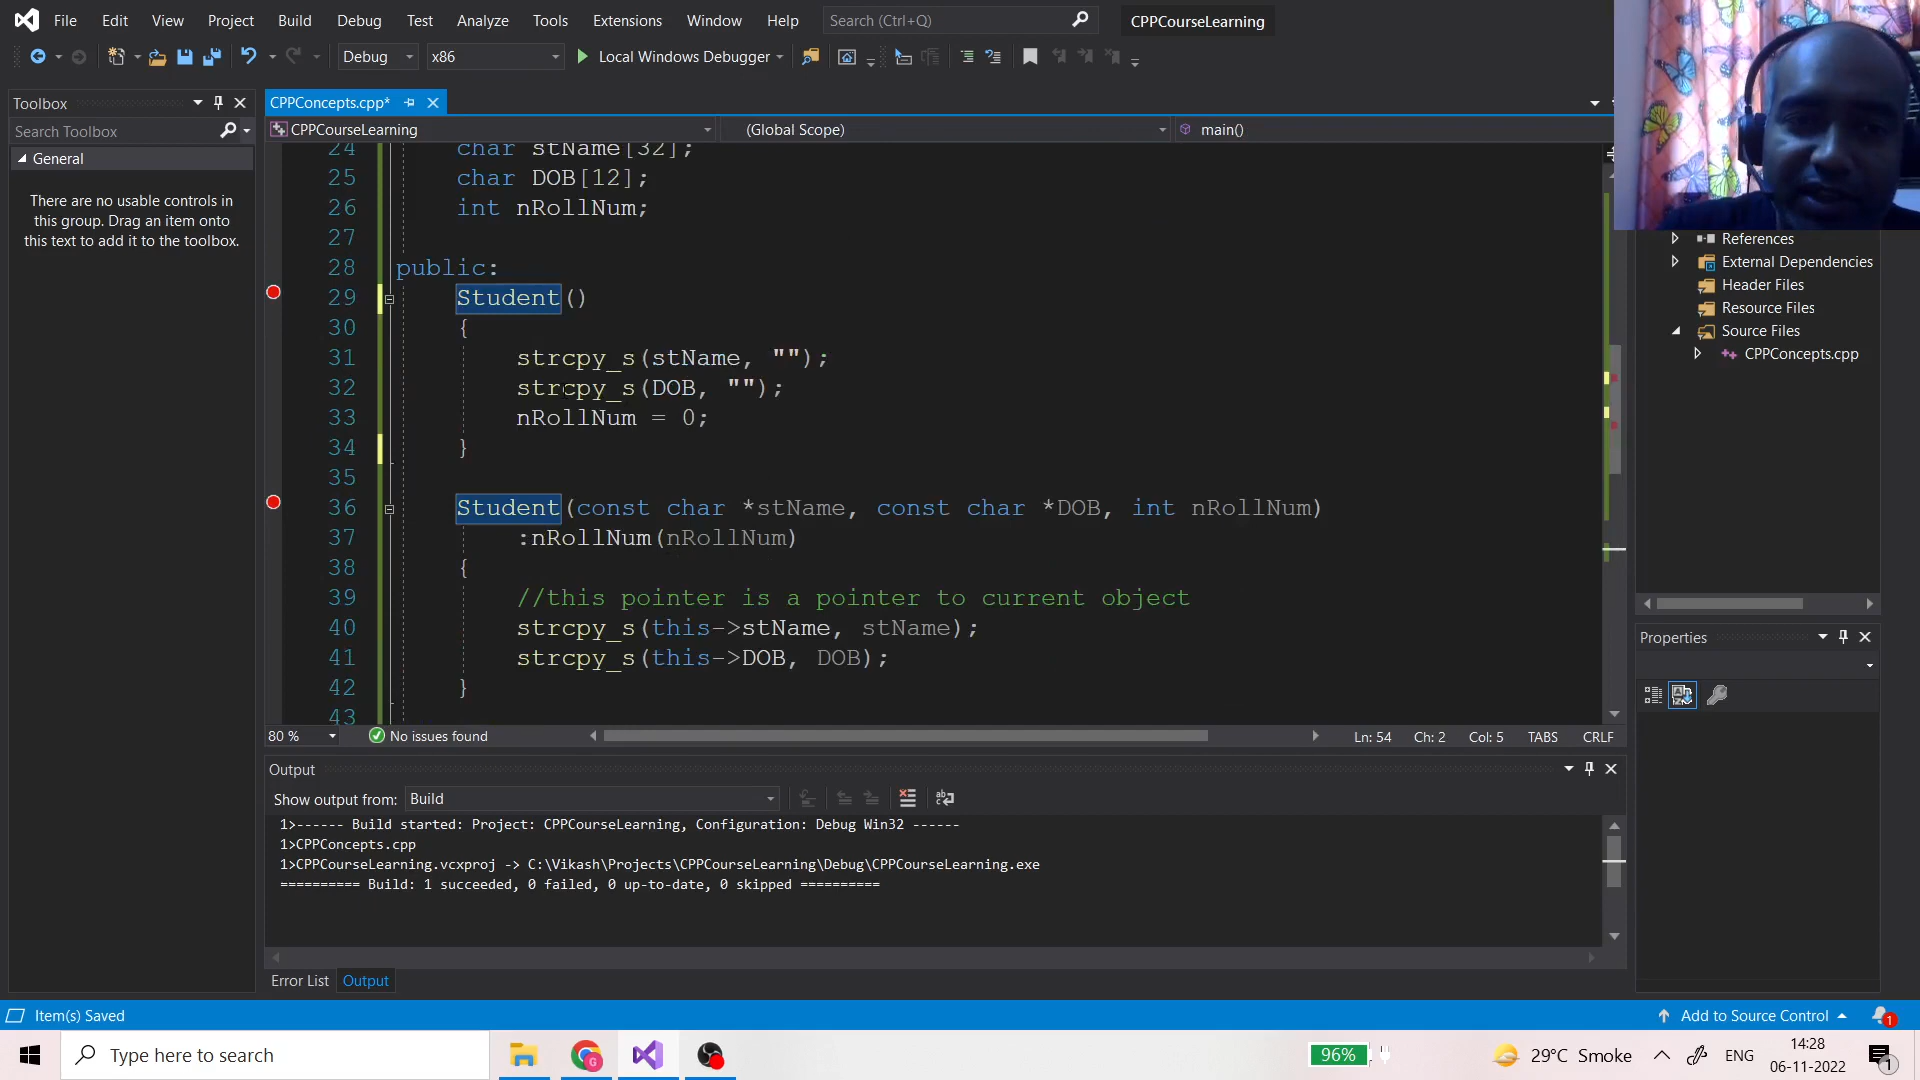 File Edit View Project Build Debug Test Analyze Tools Extensions Window Help Search (Ctrl+Q) CPPCourseLearning
Debug x86 Local Windows Debugger
Toolbox
Search Toolbox
General
There are no usable controls in
this group. Drag an item onto
this text to add it to the toolbox.
CPPConcepts.cpp*
CPPCourseLearning (Global Scope) main()
24 char stName[32];
25 char DOB[12];
26 int nRollNum;
27
28 public:
29 Student()
30 {
31 strcpy_s(stName, "");
32 strcpy_s(DOB, "");
33 nRollNum = 0;
34 }
35
36 Student(const char *stName, const char *DOB, int nRollNum)
37 :nRollNum(nRollNum)
38 {
39 //this pointer is a pointer to current object
40 strcpy_s(this->stName, stName);
41 strcpy_s(this->DOB, DOB);
42 }
43
80 % No issues found Ln: 54 Ch: 2 Col: 5 TABS CRLF
Output
Show output from: Build
1>------ Build started: Project: CPPCourseLearning, Configuration: Debug Win32 ------
1>CPPConcepts.cpp
1>CPPCourseLearning.vcxproj -> C:\Vikash\Projects\CPPCourseLearning\Debug\CPPCourseLearning.exe
========== Build: 1 succeeded, 0 failed, 0 up-to-date, 0 skipped ==========
Error List Output
References
External Dependencies
Header Files
Resource Files
Source Files
CPPConcepts.cpp
Properties
Item(s) Saved Add to Source Control 1
Type here to search 96% 29°C Smoke ENG 14:28
06-11-2022 1